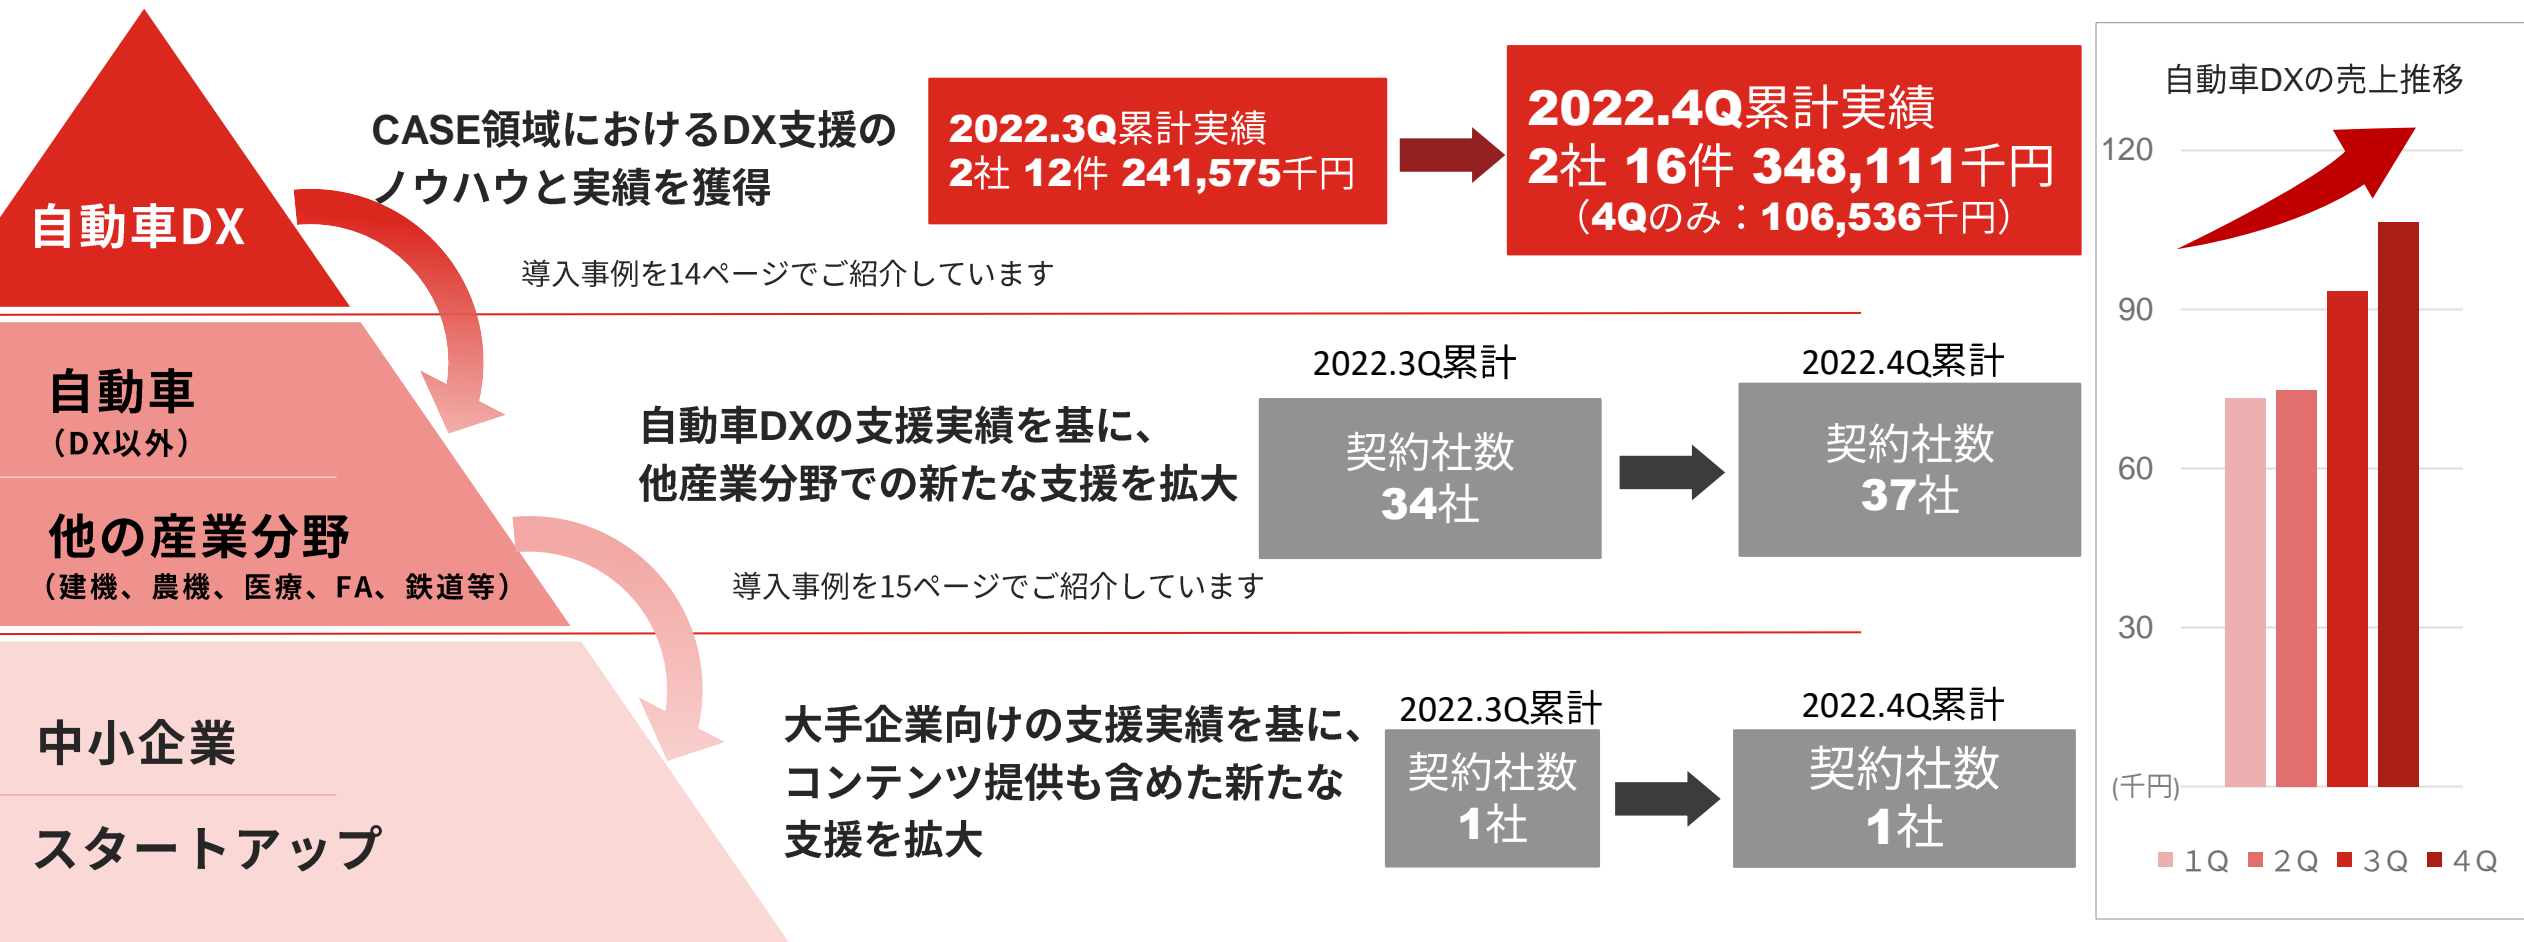 自動車DX
CASE領域におけるDX支援の
ノウハウと実績を獲得
2022.3Q累計実績
2社 12件 241,575千円
2022.4Q累計実績
2社 16件 348,111千円
（4Qのみ：106,536千円）
導入事例を14ページでご紹介しています
自動車
（DX以外）
他の産業分野
（建機、農機、医療、FA、鉄道等）
自動車DXの支援実績を基に、
他産業分野での新たな支援を拡大
2022.3Q累計
契約社数
34社
2022.4Q累計
契約社数
37社
導入事例を15ページでご紹介しています
中小企業
スタートアップ
大手企業向けの支援実績を基に、
コンテンツ提供も含めた新たな
支援を拡大
2022.3Q累計
契約社数
1社
2022.4Q累計
契約社数
1社
自動車DXの売上推移
120
90
60
30
(千円)
１Q ２Q ３Q ４Q